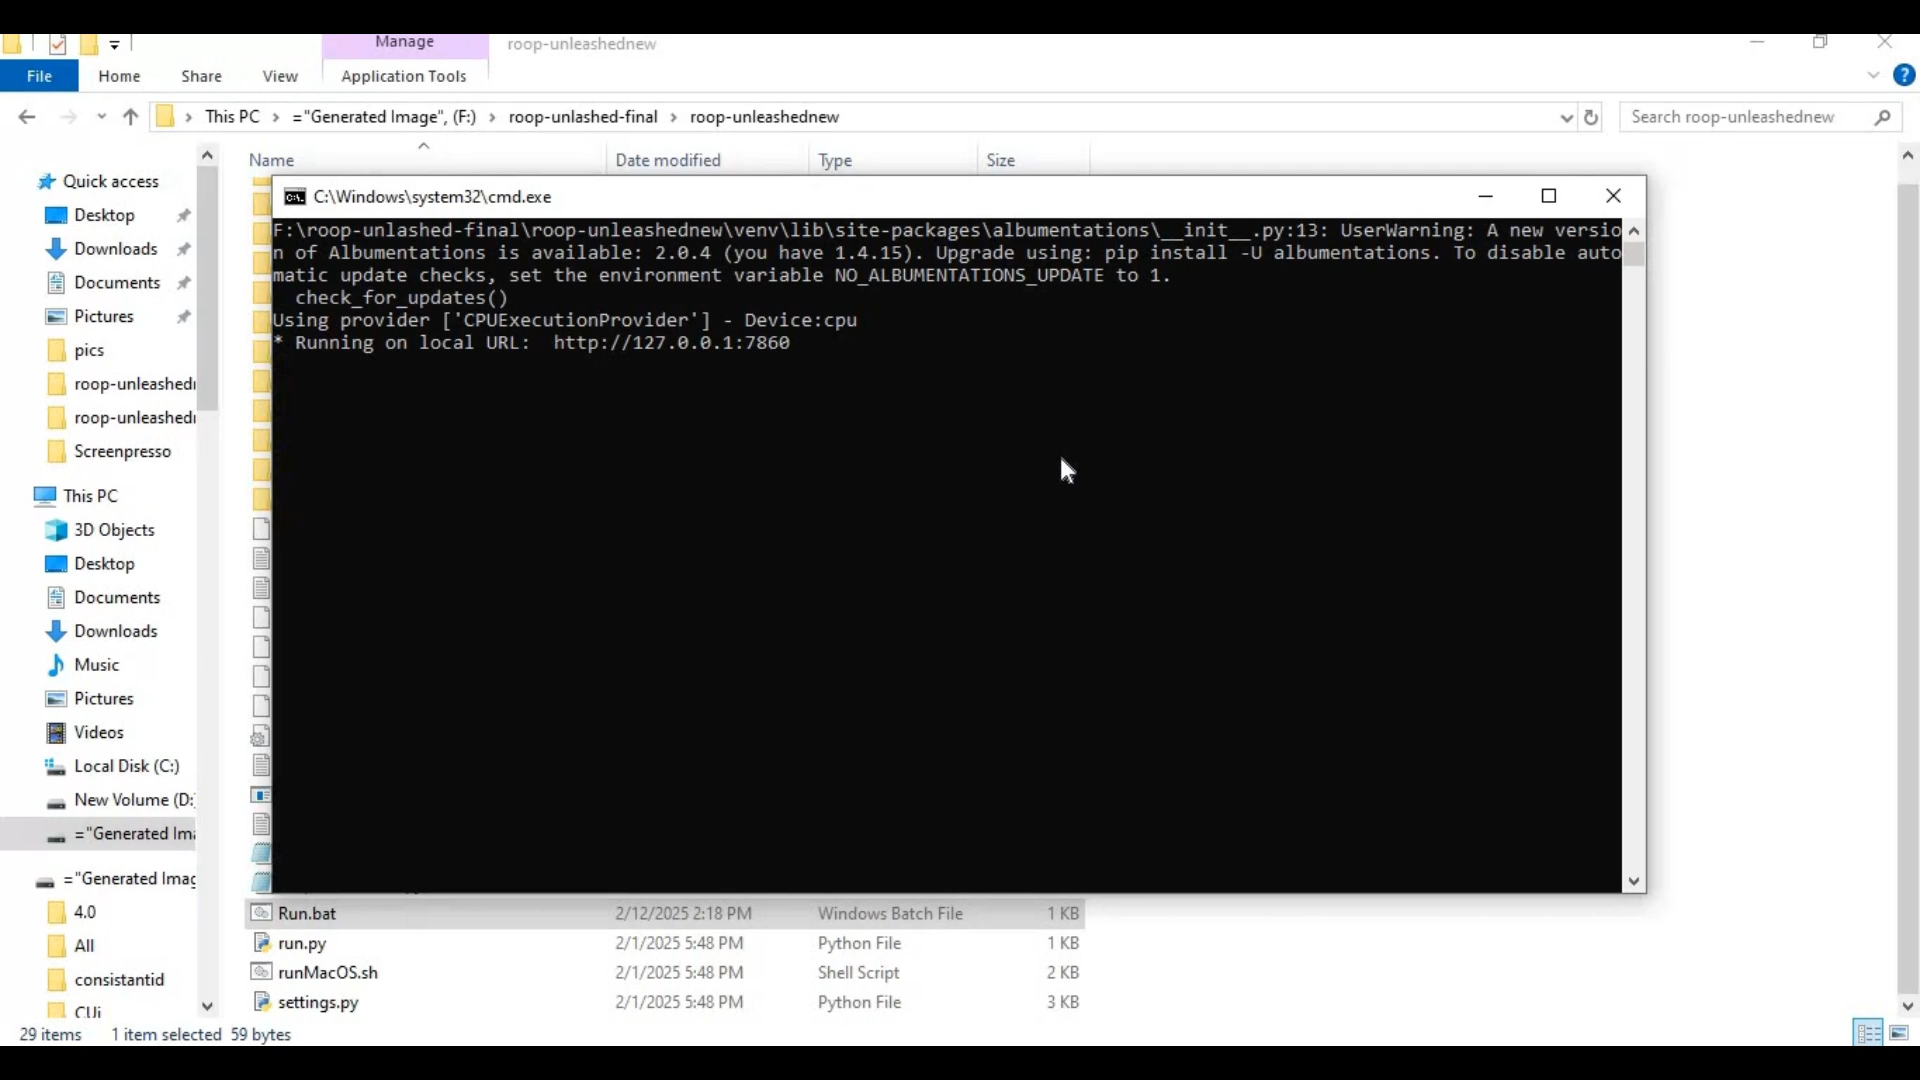 Manage
roop-unleashednew
File
Home
Share
View
Application Tools
This PC
="Generated Image", (F:)
roop-unlashed-final
roop-unleashednew
Search roop-unleashednew
Name
Date modified
Type
Size
Quick access
Desktop
Downloads
Documents
Pictures
pics
roop-unleashedn
roop-unleashedn
Screenpresso
This PC
3D Objects
Desktop
Documents
Downloads
Music
Pictures
Videos
Local Disk (C:)
New Volume (D:
="Generated Ima
="Generated Imag
4.0
All
consistantid
CUi
C:\Windows\system32\cmd.exe
F:\roop-unlashed-final\roop-unleashednew\venv\lib\site-packages\albumentations\__init__.py:13: UserWarning: A new versio
n of Albumentations is available: 2.0.4 (you have 1.4.15). Upgrade using: pip install -U albumentations. To disable auto
matic update checks, set the environment variable NO_ALBUMENTATIONS_UPDATE to 1.
check_for_updates()
Using provider ['CPUExecutionProvider'] - Device:cpu
* Running on local URL:  http://127.0.0.1:7860
Run.bat 2/12/2025 2:18 PM Windows Batch File 1 KB
run.py 2/1/2025 5:48 PM Python File 1 KB
runMacOS.sh 2/1/2025 5:48 PM Shell Script 2 KB
settings.py 2/1/2025 5:48 PM Python File 3 KB
29 items 1 item selected 59 bytes